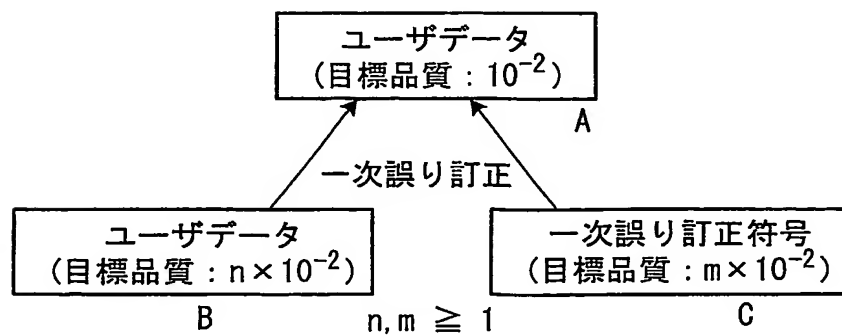 ユーザデータ
(目標品質:10⁻²)
A
一次誤り訂正
ユーザデータ
(目標品質:n×10⁻²)
一次誤り訂正符号
(目標品質:m×10⁻²)
B
n,m ≧ 1
C